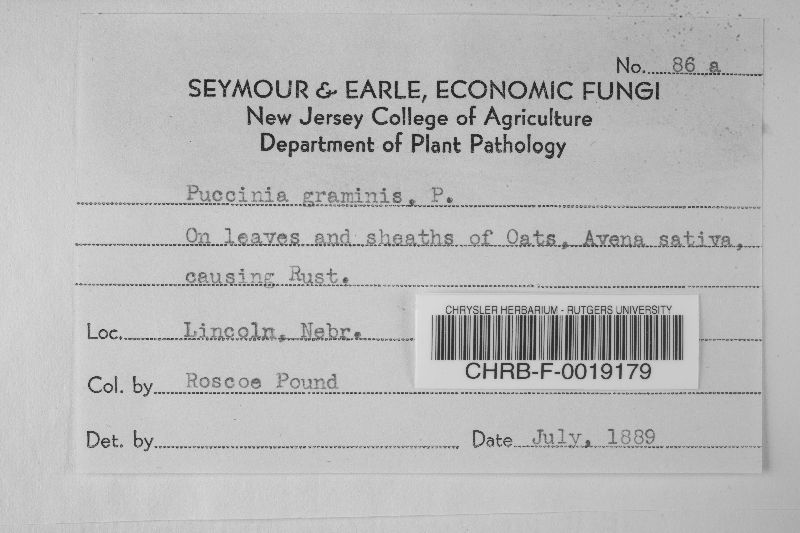 No. 86 a
SEYMOUR & EARLE, ECONOMIC FUNGI
New Jersey College of Agriculture
Department of Plant Pathology
Puccinia graminis, P.
On leaves and sheaths of Oats, Avena sativa,
causing Rust.
CHRYSLER HERBARIUM - RUTGERS UNIVERSITY
Loc. Lincoln, Nebr.
CHRB-F-0019179
Col. by Roscoe Pound
Det. by Date July, 1889